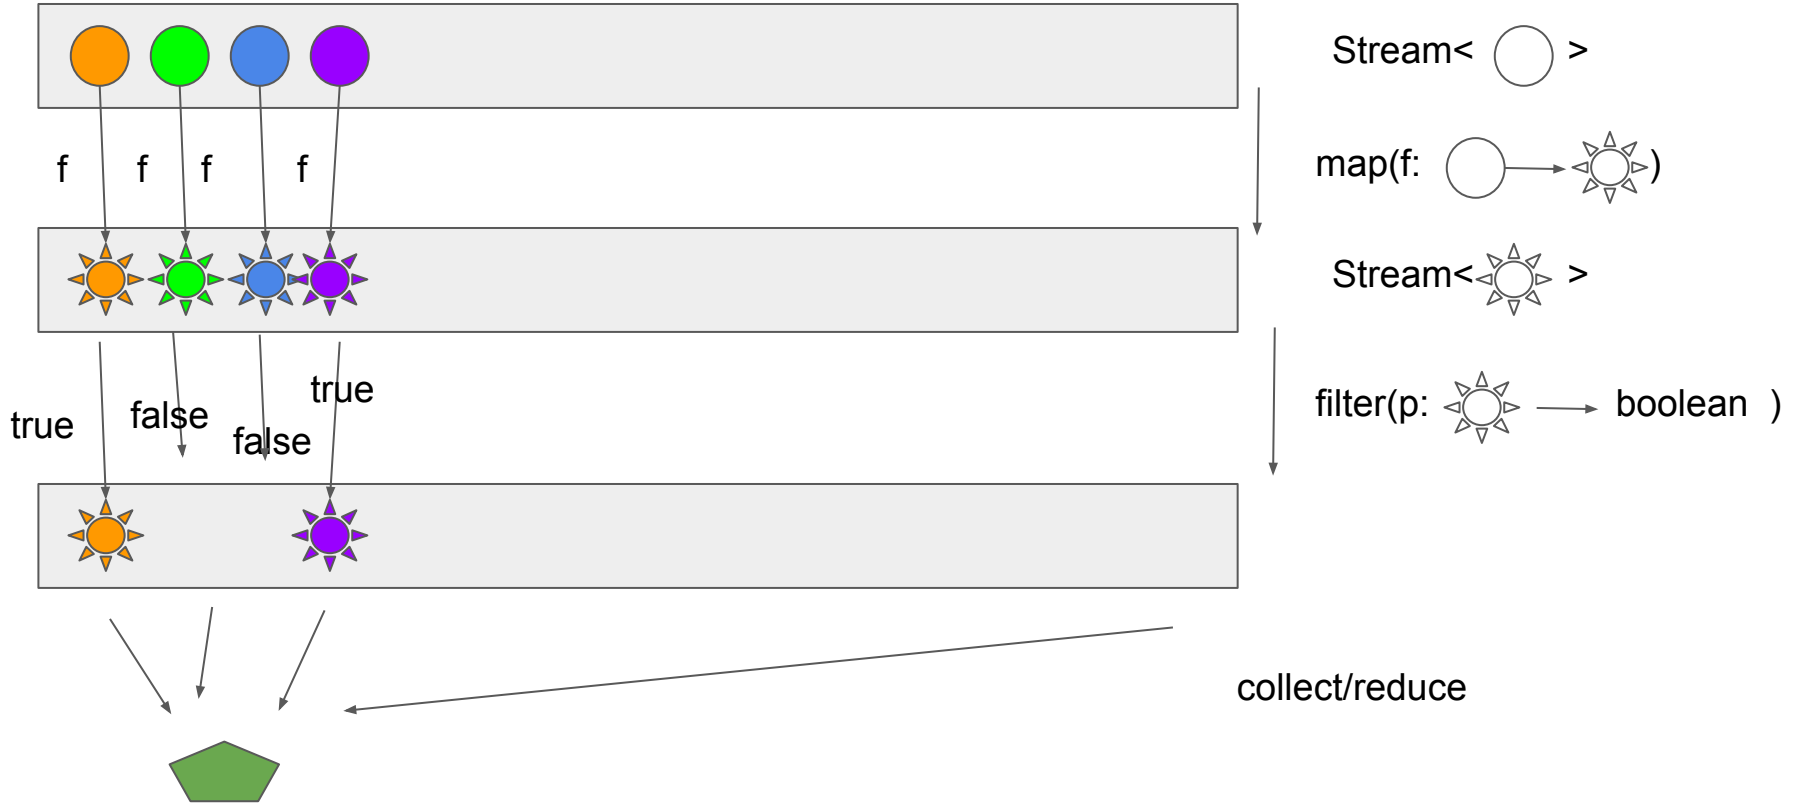 Stream< >
f f f f map(f: )
Stream< >
true false false true filter(p: boolean )
collect/reduce